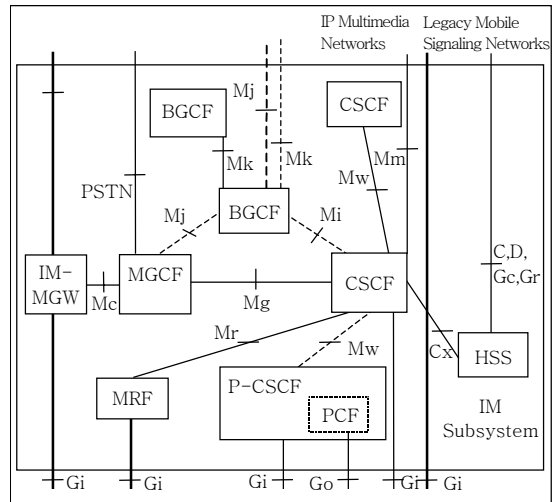 IP Multimedia
Networks
Legacy Mobile
Signaling Networks
Mj
BGCF
CSCF
Mk
Mk
Mm
Mw
PSTN
BGCF
Mj
Mi
C,D,
Gc,Gr
IM-
MGW
Mc
MGCF
Mg
CSCF
Mr
Mw
Cx
HSS
MRF
P-CSCF
PCF
IM
Subsystem
Gi
Gi
Gi
Go
Gi
Gi